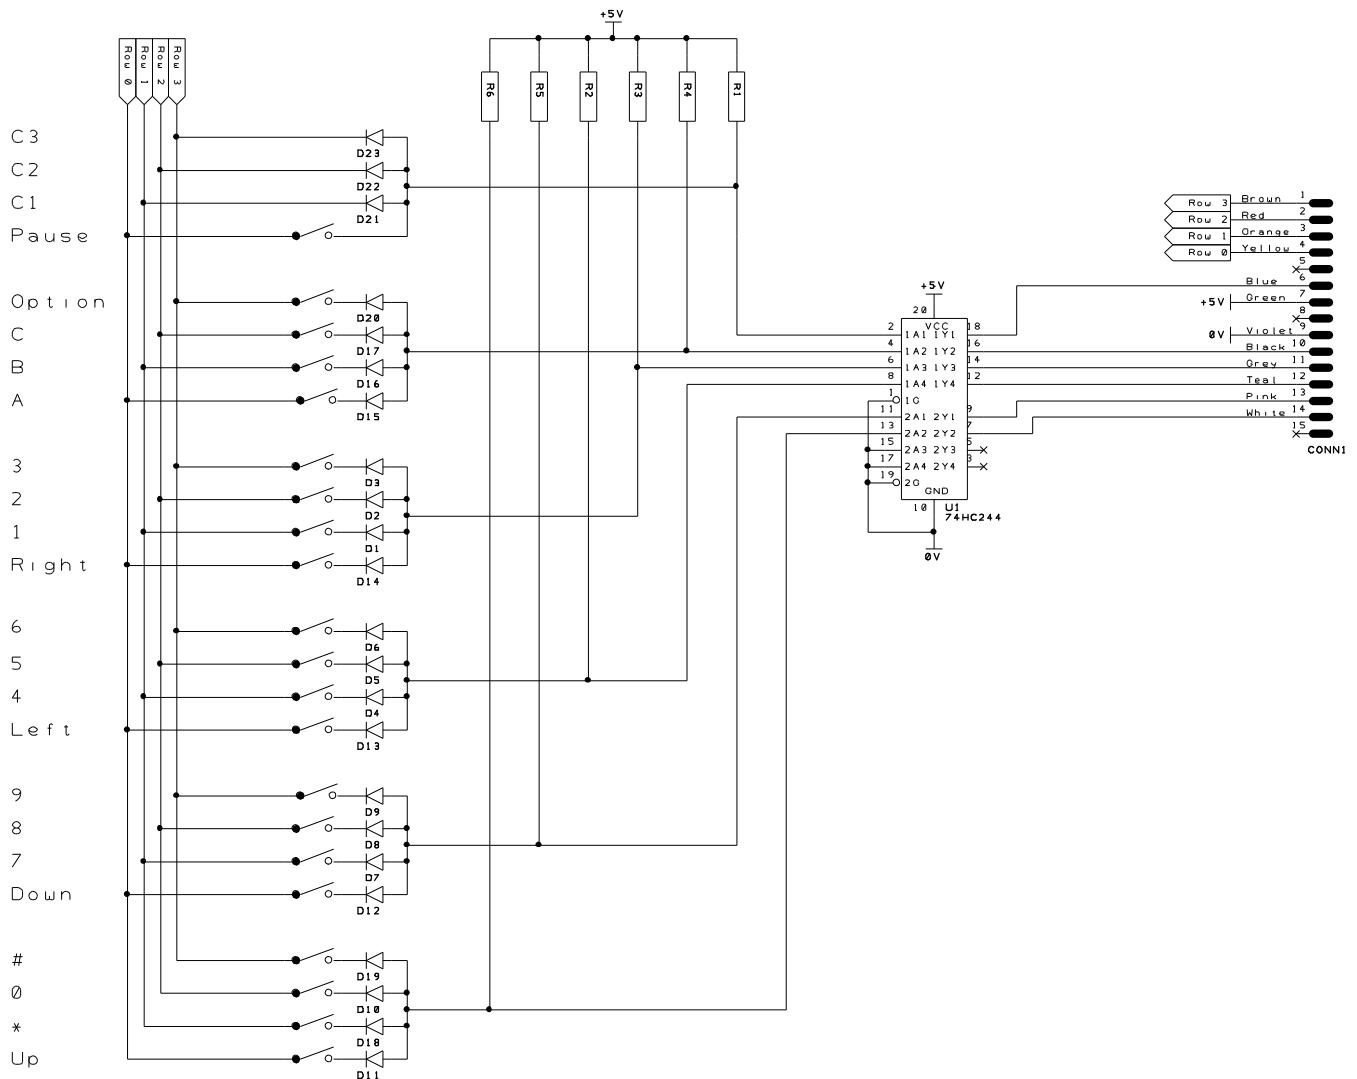 +5V
Row 0
Row 1
Row 2
Row 3
R6
R5
R2
R3
R4
R1
C3
D23
C2
D22
C1
D21
Pause
Option
D20
C
D17
B
D16
A
D15
3
D3
2
D2
1
D1
Right
D14
6
D6
5
D5
4
D4
Left
D13
9
D9
8
D8
7
D7
Down
D12
#
D19
0
D10
*
D18
Up
D11
+5V
20
VCC
2 1A1 1Y1 18
4 1A2 1Y2 16
6 1A3 1Y3 14
8 1A4 1Y4 12
1 1G
11 2A1 2Y1 9
13 2A2 2Y2 7
15 2A3 2Y3 5
17 2A4 2Y4 3
19 2G
GND
10
U1
74HC244
0V
Row 3 Brown 1
Row 2 Red 2
Row 1 Orange 3
Row 0 Yellow 4
5
Blue 6
+5V Green 7
8
0V Violet 9
Black 10
Grey 11
Teal 12
Pink 13
White 14
15
CONN1